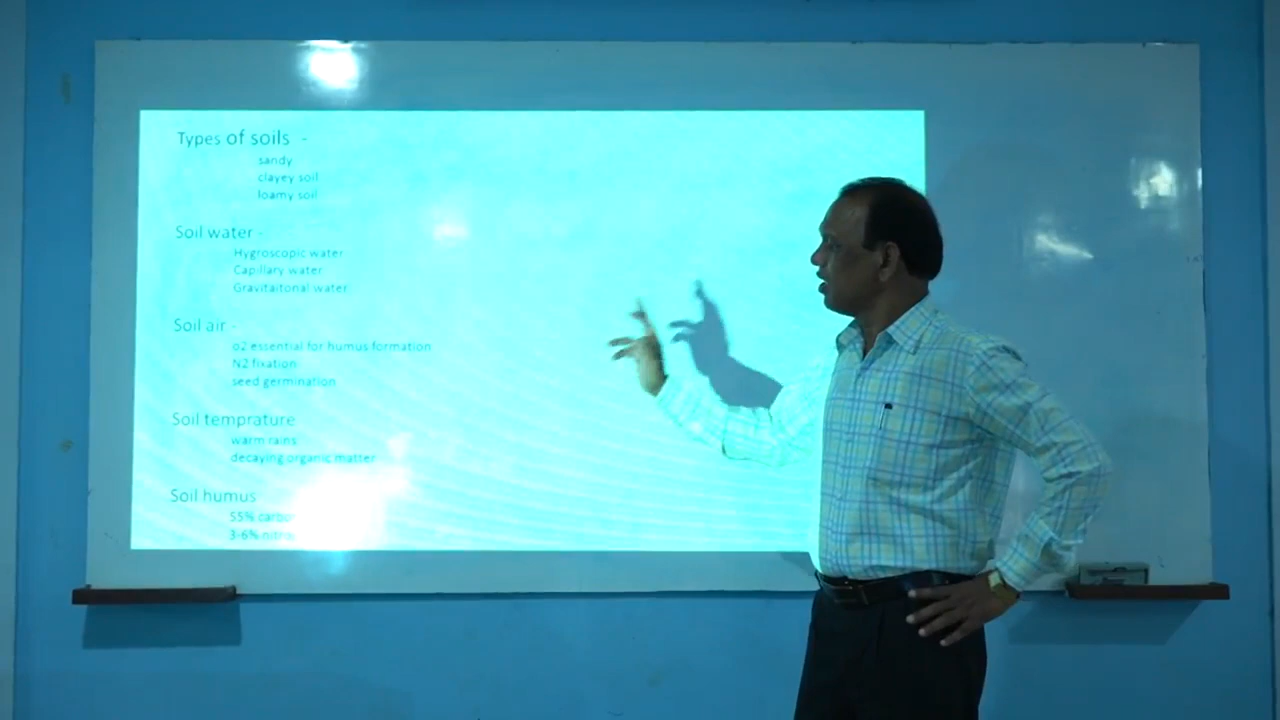 Types of soils -
sandy
clayey soil
loamy soil
Soil water -
Hygroscopic water
Capillary water
Gravitaitonal water
Soil air -
o2 essential for humus formation
N2 fixation
seed germination
Soil temprature
warm rains
decaying organic matter
Soil humus
55%
3-6%